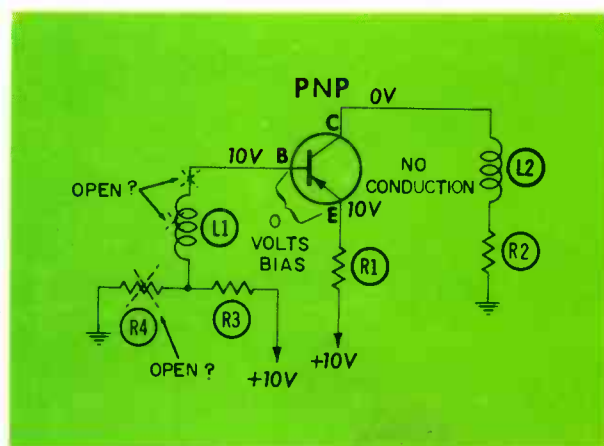 PNP
0V
C
10V
B
OPEN ?
NO
CONDUCTION
L2
E
10V
L1
0
VOLTS
BIAS
R1
R2
R4
R3
OPEN ?
+10V
+10V